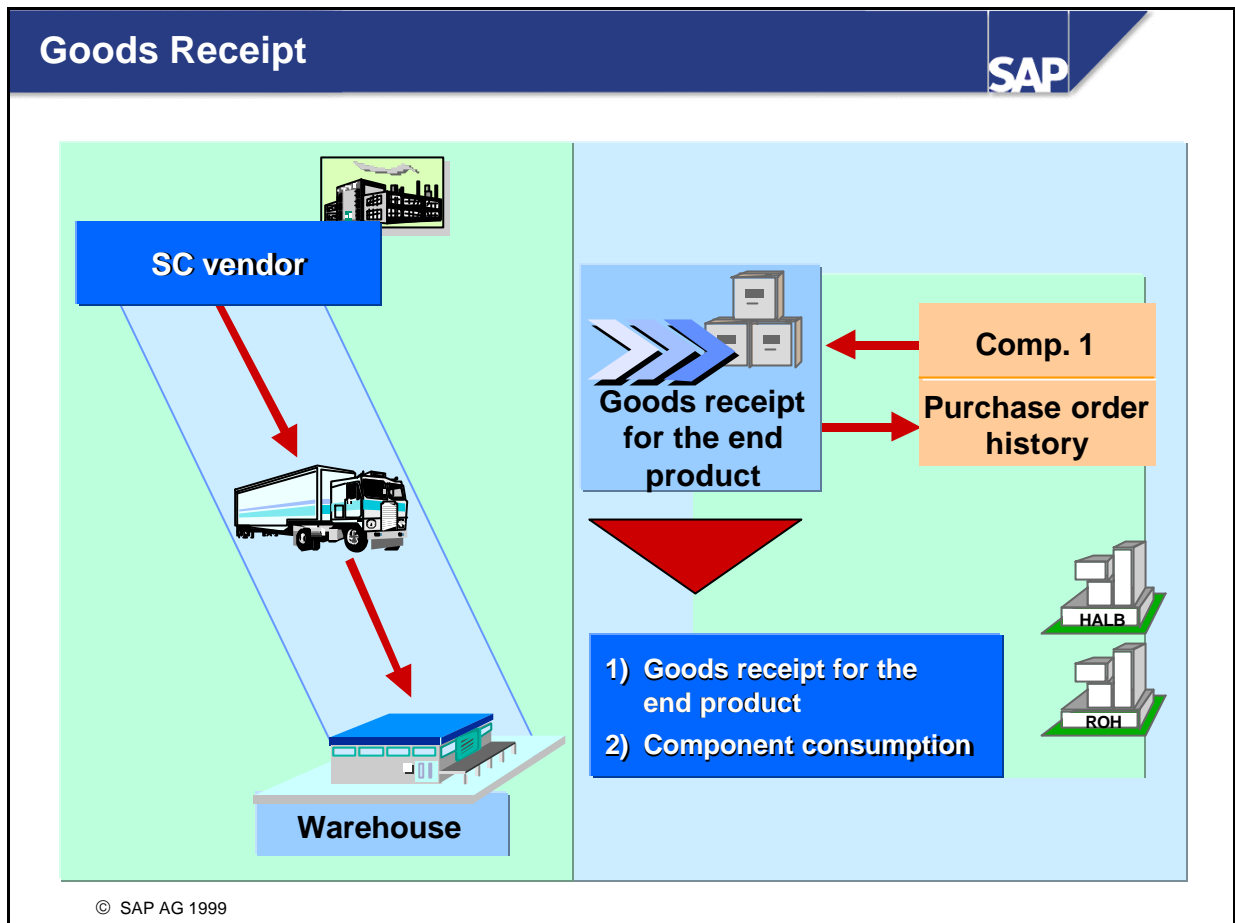 Goods Receipt
SAP
SC vendor
Warehouse
Goods receipt
for the end
product
Comp. 1
Purchase order
history
HALB
ROH
1) Goods receipt for the
end product
2) Component consumption
© SAP AG 1999